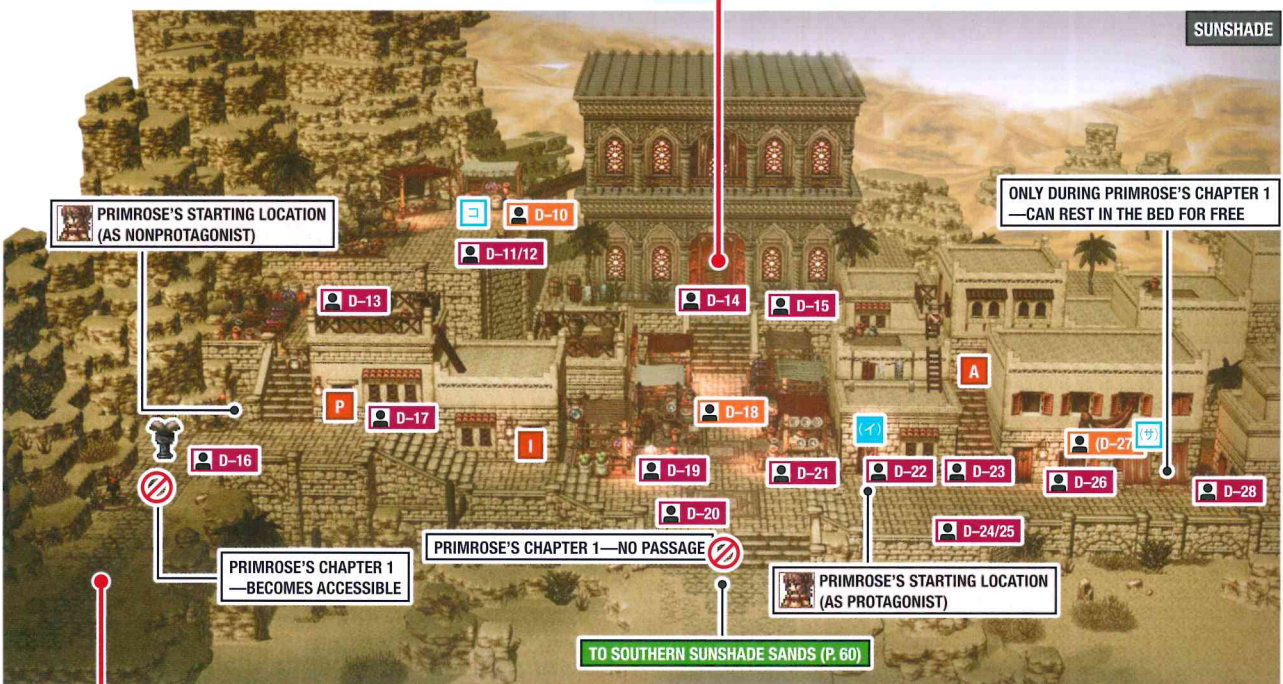 SUNSHADE
PRIMROSE'S STARTING LOCATION
(AS NONPROTAGONIST)
コ
D–10
D–11/12
ONLY DURING PRIMROSE'S CHAPTER 1
—CAN REST IN THE BED FOR FREE
D–13
D–14
D–15
A
P
D–17
D–18
I
(イ)
(D–27
(サ)
D–16
D–19
D–21
D–22
D–23
D–26
D–28
D–20
D–24/25
PRIMROSE'S CHAPTER 1—NO PASSAGE
PRIMROSE'S CHAPTER 1
—BECOMES ACCESSIBLE
PRIMROSE'S STARTING LOCATION
(AS PROTAGONIST)
TO SOUTHERN SUNSHADE SANDS (P. 60)